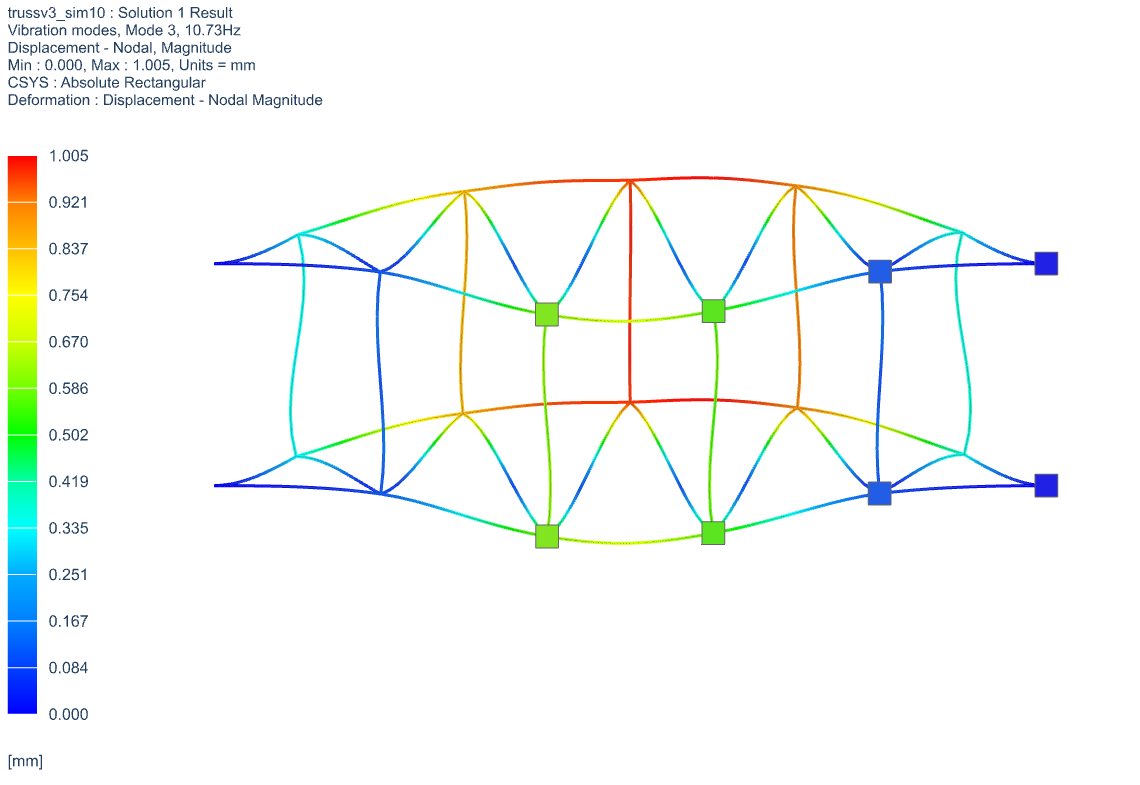 trussv3_sim10 : Solution 1 Result
Vibration modes, Mode 3, 10.73Hz
Displacement - Nodal, Magnitude
Min : 0.000, Max : 1.005, Units = mm
CSYS : Absolute Rectangular
Deformation : Displacement - Nodal Magnitude
1.005
0.921
0.837
0.754
0.670
0.586
0.502
0.419
0.335
0.251
0.167
0.084
0.000
[mm]